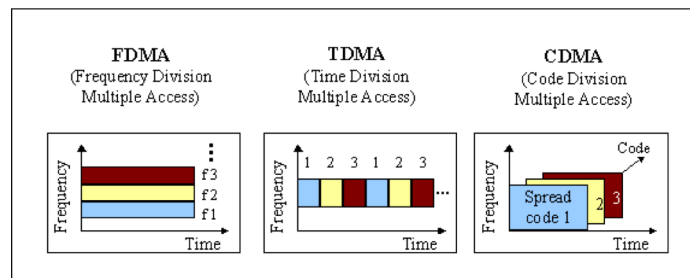 FDMA
(Frequency Division
Multiple Access)
Frequency
f3
f2
f1
Time
TDMA
(Time Division
Multiple Access)
Frequency
1 2 3 1 2 3
...
Time
CDMA
(Code Division
Multiple Access)
Frequency
Code
Spread
code 1
2
3
Time